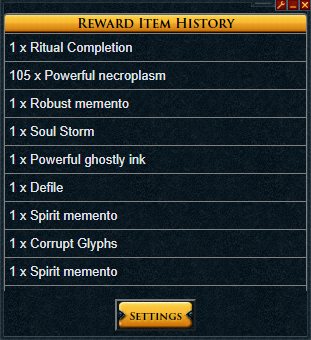 Reward Item History
1 x Ritual Completion
105 x Powerful necroplasm
1 x Robust memento
1 x Soul Storm
1 x Powerful ghostly ink
1 x Defile
1 x Spirit memento
1 x Corrupt Glyphs
1 x Spirit memento
Settings